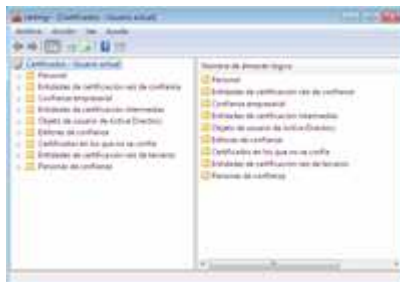 certmgr - [Certificados - Usuario actual]
Archivo Acción Ver Ayuda
Certificados - Usuario actual
Personal
Entidades de certificación raíz de confianza
Confianza empresarial
Entidades de certificación intermedias
Objeto de usuario de Active Directory
Editores de confianza
Certificados en los que no se confía
Entidades de certificación raíz de terceros
Personas de confianza
Nombre de almacén lógico
Personal
Entidades de certificación raíz de confianza
Confianza empresarial
Entidades de certificación intermedias
Objeto de usuario de Active Directory
Editores de confianza
Certificados en los que no se confía
Entidades de certificación raíz de terceros
Personas de confianza